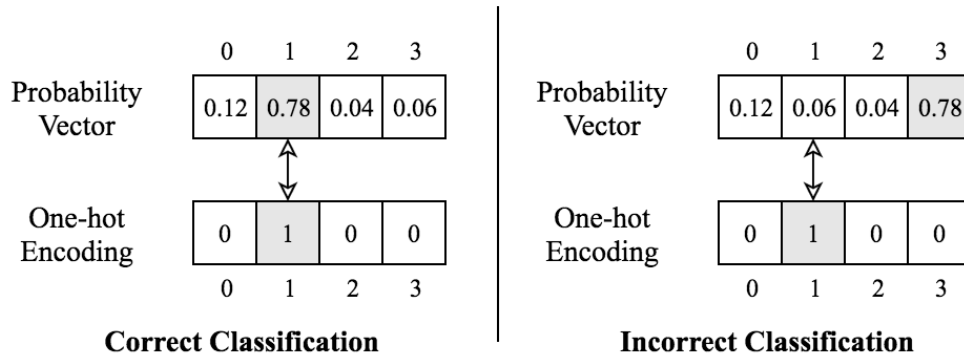 0 1 2 3
Probability
Vector
0.12 0.78 0.04 0.06
One-hot
Encoding
0 1 0 0
0 1 2 3
Correct Classification
0 1 2 3
Probability
Vector
0.12 0.06 0.04 0.78
One-hot
Encoding
0 1 0 0
0 1 2 3
Incorrect Classification